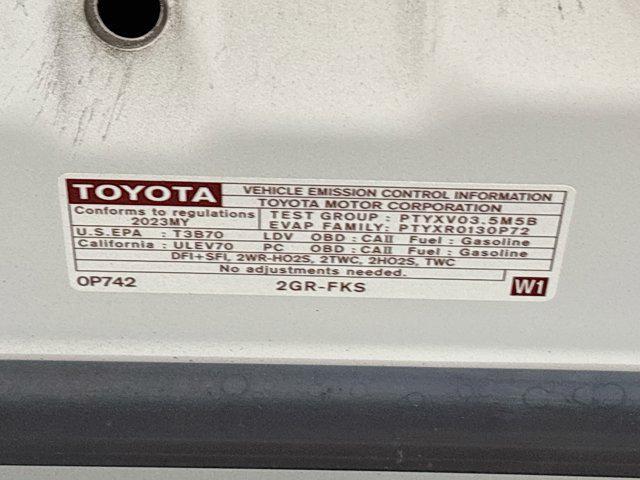 TOYOTA VEHICLE EMISSION CONTROL INFORMATION
TOYOTA MOTOR CORPORATION
Conforms to regulations
2023MY
TEST GROUP : PTYXV03.5M5B
EVAP FAMILY: PTYXR0130P72
U.S.EPA : T3B70 LDV OBD : CAII Fuel : Gasoline
California : ULEV70 PC OBD : CAII Fuel : Gasoline
DFI+SFI, 2WR-HO2S, 2TWC, 2HO2S, TWC
No adjustments needed.
0P742 2GR-FKS W1